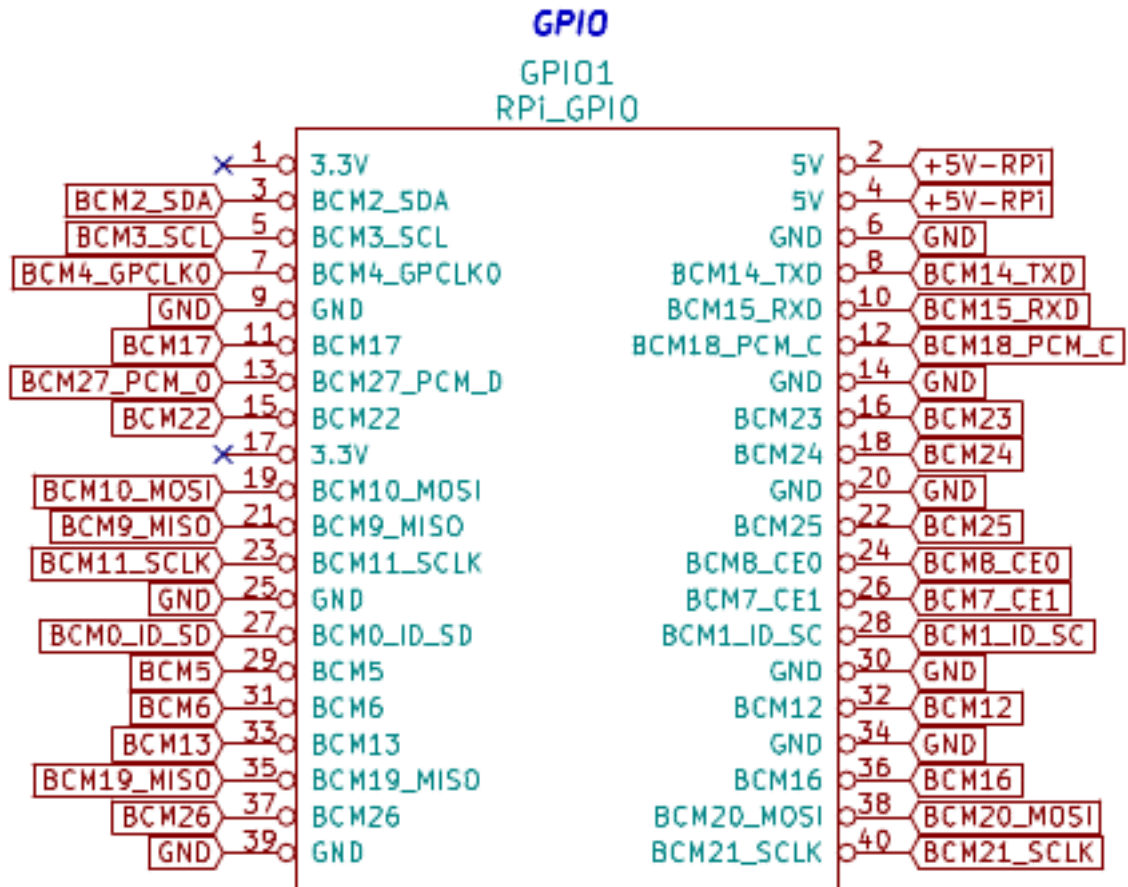 GPIO
GPIO1
RPi_GPIO
1 3.3V 5V 2 +5V-RPi
BCM2_SDA 3 BCM2_SDA 5V 4 +5V-RPi
BCM3_SCL 5 BCM3_SCL GND 6 GND
BCM4_GPCLK0 7 BCM4_GPCLK0 BCM14_TXD 8 BCM14_TXD
GND 9 GND BCM15_RXD 10 BCM15_RXD
BCM17 11 BCM17 BCM18_PCM_C 12 BCM18_PCM_C
BCM27_PCM_0 13 BCM27_PCM_D GND 14 GND
BCM22 15 BCM22 BCM23 16 BCM23
17 3.3V BCM24 18 BCM24
BCM10_MOSI 19 BCM10_MOSI GND 20 GND
BCM9_MISO 21 BCM9_MISO BCM25 22 BCM25
BCM11_SCLK 23 BCM11_SCLK BCM8_CE0 24 BCM8_CE0
GND 25 GND BCM7_CE1 26 BCM7_CE1
BCM0_ID_SD 27 BCM0_ID_SD BCM1_ID_SC 28 BCM1_ID_SC
BCM5 29 BCM5 GND 30 GND
BCM6 31 BCM6 BCM12 32 BCM12
BCM13 33 BCM13 GND 34 GND
BCM19_MISO 35 BCM19_MISO BCM16 36 BCM16
BCM26 37 BCM26 BCM20_MOSI 38 BCM20_MOSI
GND 39 GND BCM21_SCLK 40 BCM21_SCLK